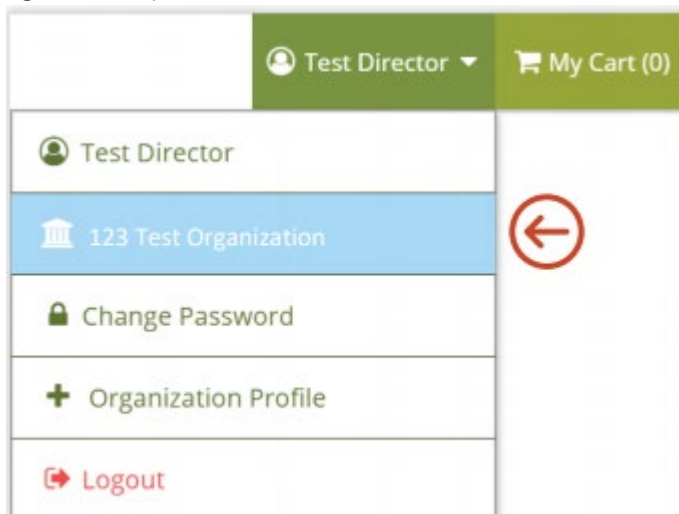 Test Director
My Cart (0)
Test Director
123 Test Organization
Change Password
Organization Profile
Logout